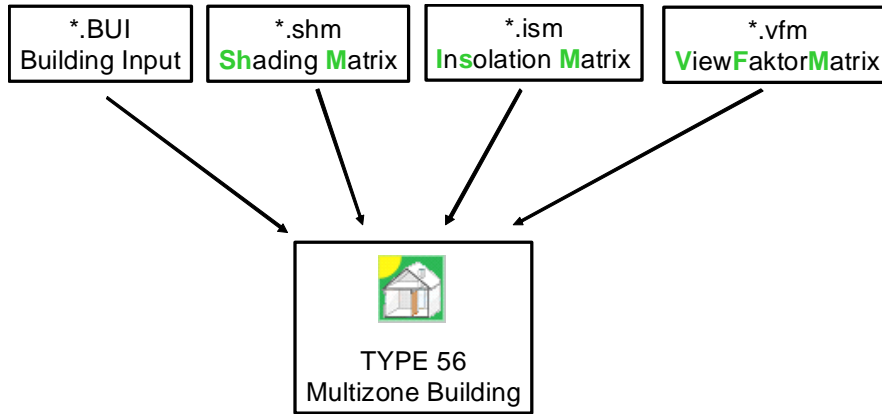 *.BUI
Building Input
*.shm
Shading Matrix
*.ism
Insolation Matrix
*.vfm
ViewFaktorMatrix
TYPE 56
Multizone Building